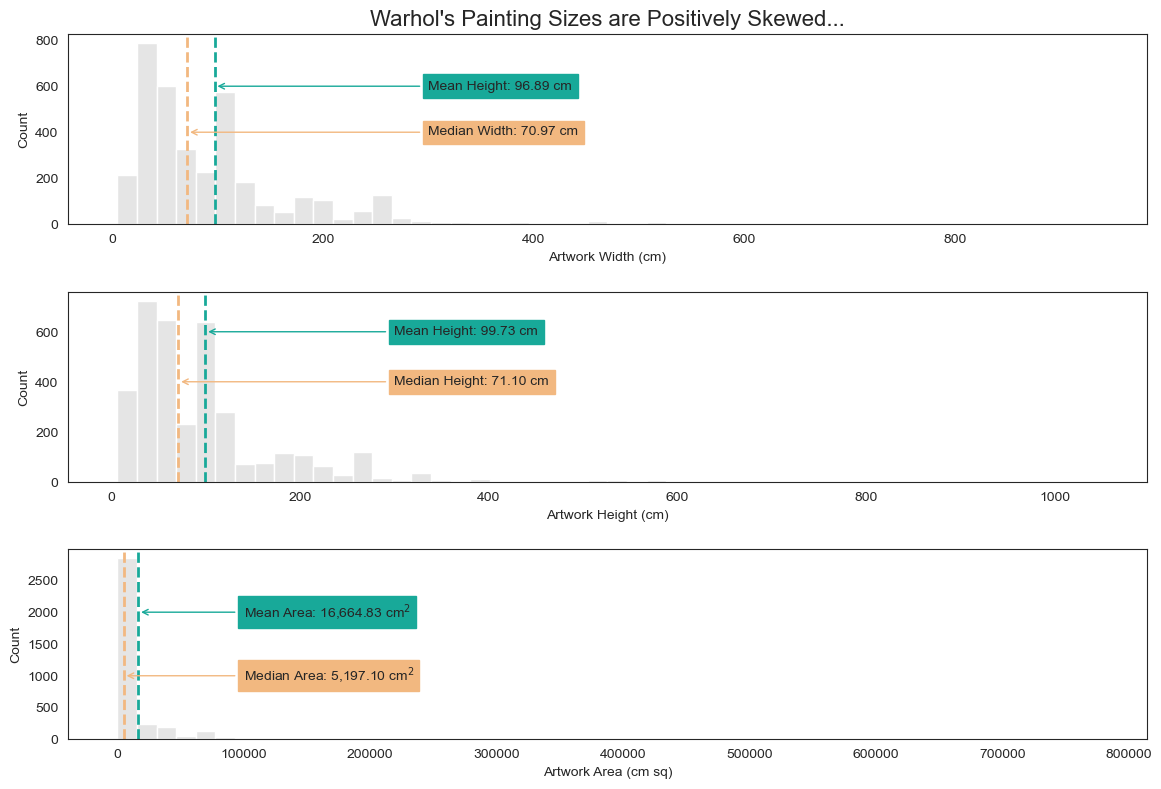 Warhol's Painting Sizes are Positively Skewed...
800
600
400
200
0
Count
Mean Height: 96.89 cm
Median Width: 70.97 cm
0 200 400 600 800
Artwork Width (cm)
600
400
200
0
Count
Mean Height: 99.73 cm
Median Height: 71.10 cm
0 200 400 600 800 1000
Artwork Height (cm)
2500
2000
1500
1000
500
0
Count
Mean Area: 16,664.83 cm²
Median Area: 5,197.10 cm²
0 100000 200000 300000 400000 500000 600000 700000 800000
Artwork Area (cm sq)